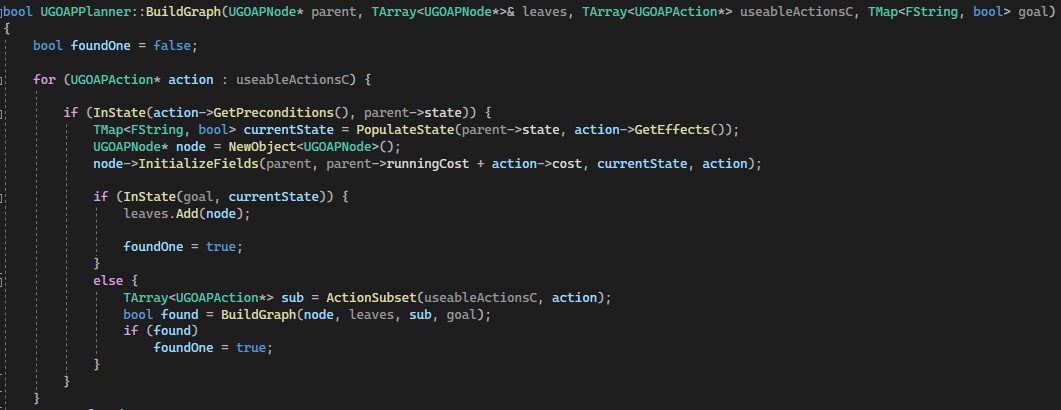 bool UGOAPPlanner::BuildGraph(UGOAPNode* parent, TArray<UGOAPNode*>& leaves, TArray<UGOAPAction*> useableActionsC, TMap<FString, bool> goal)
{
bool foundOne = false;
for (UGOAPAction* action : useableActionsC) {
if (InState(action->GetPreconditions(), parent->state)) {
TMap<FString, bool> currentState = PopulateState(parent->state, action->GetEffects());
UGOAPNode* node = NewObject<UGOAPNode>();
node->InitializeFields(parent, parent->runningCost + action->cost, currentState, action);
if (InState(goal, currentState)) {
leaves.Add(node);
foundOne = true;
}
else {
TArray<UGOAPAction*> sub = ActionSubset(useableActionsC, action);
bool found = BuildGraph(node, leaves, sub, goal);
if (found)
foundOne = true;
}
}
}